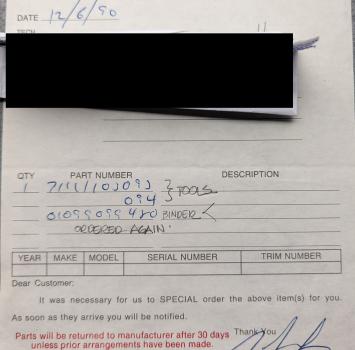 DATE 12/6/90
QTY PART NUMBER DESCRIPTION
1 7111/103093 } TOOLS
094
01099099420 BINDER <
ORDERED AGAIN.
YEAR MAKE MODEL SERIAL NUMBER TRIM NUMBER
Dear Customer:
It was necessary for us to SPECIAL order the above item(s) for you.
As soon as they arrive you will be notified.
Parts will be returned to manufacturer after 30 days Thank You
unless prior arrangements have been made.